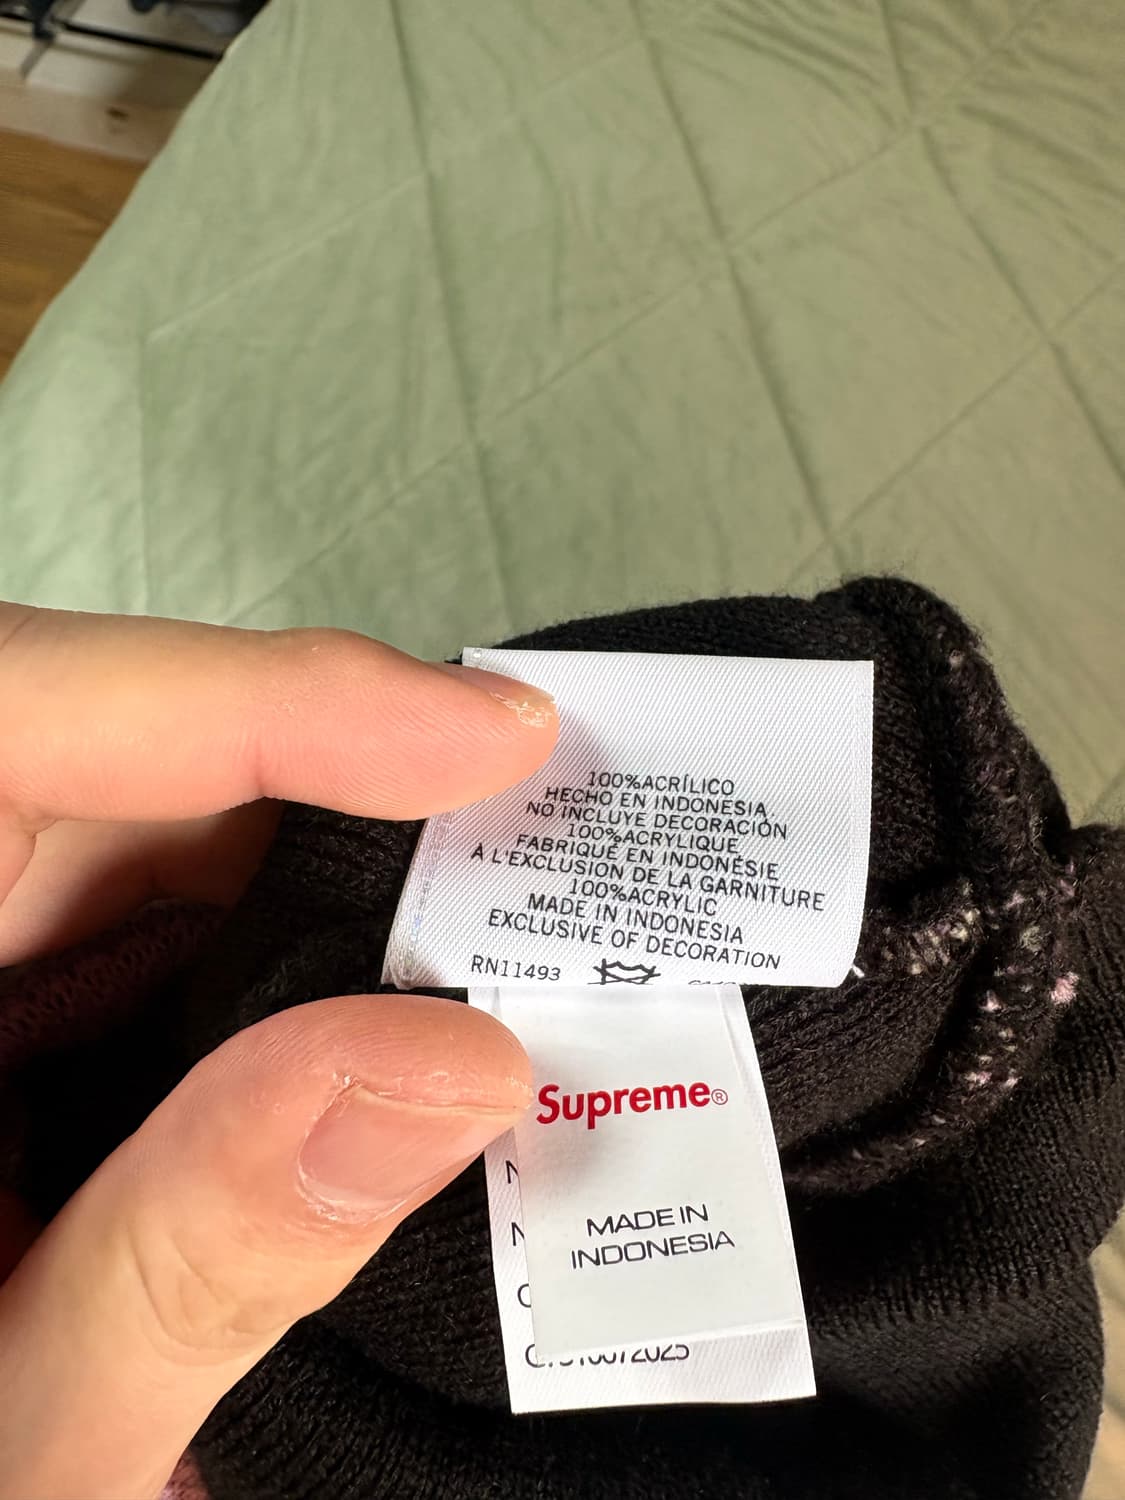 100%ACRÍLICO
HECHO EN INDONESIA
NO INCLUYE DECORACIÓN
100%ACRYLIQUE
FABRIQUÉ EN INDONÉSIE
À L'EXCLUSION DE LA GARNITURE
100%ACRYLIC
MADE IN INDONESIA
EXCLUSIVE OF DECORATION
RN11493
Supreme®
MADE IN
INDONESIA